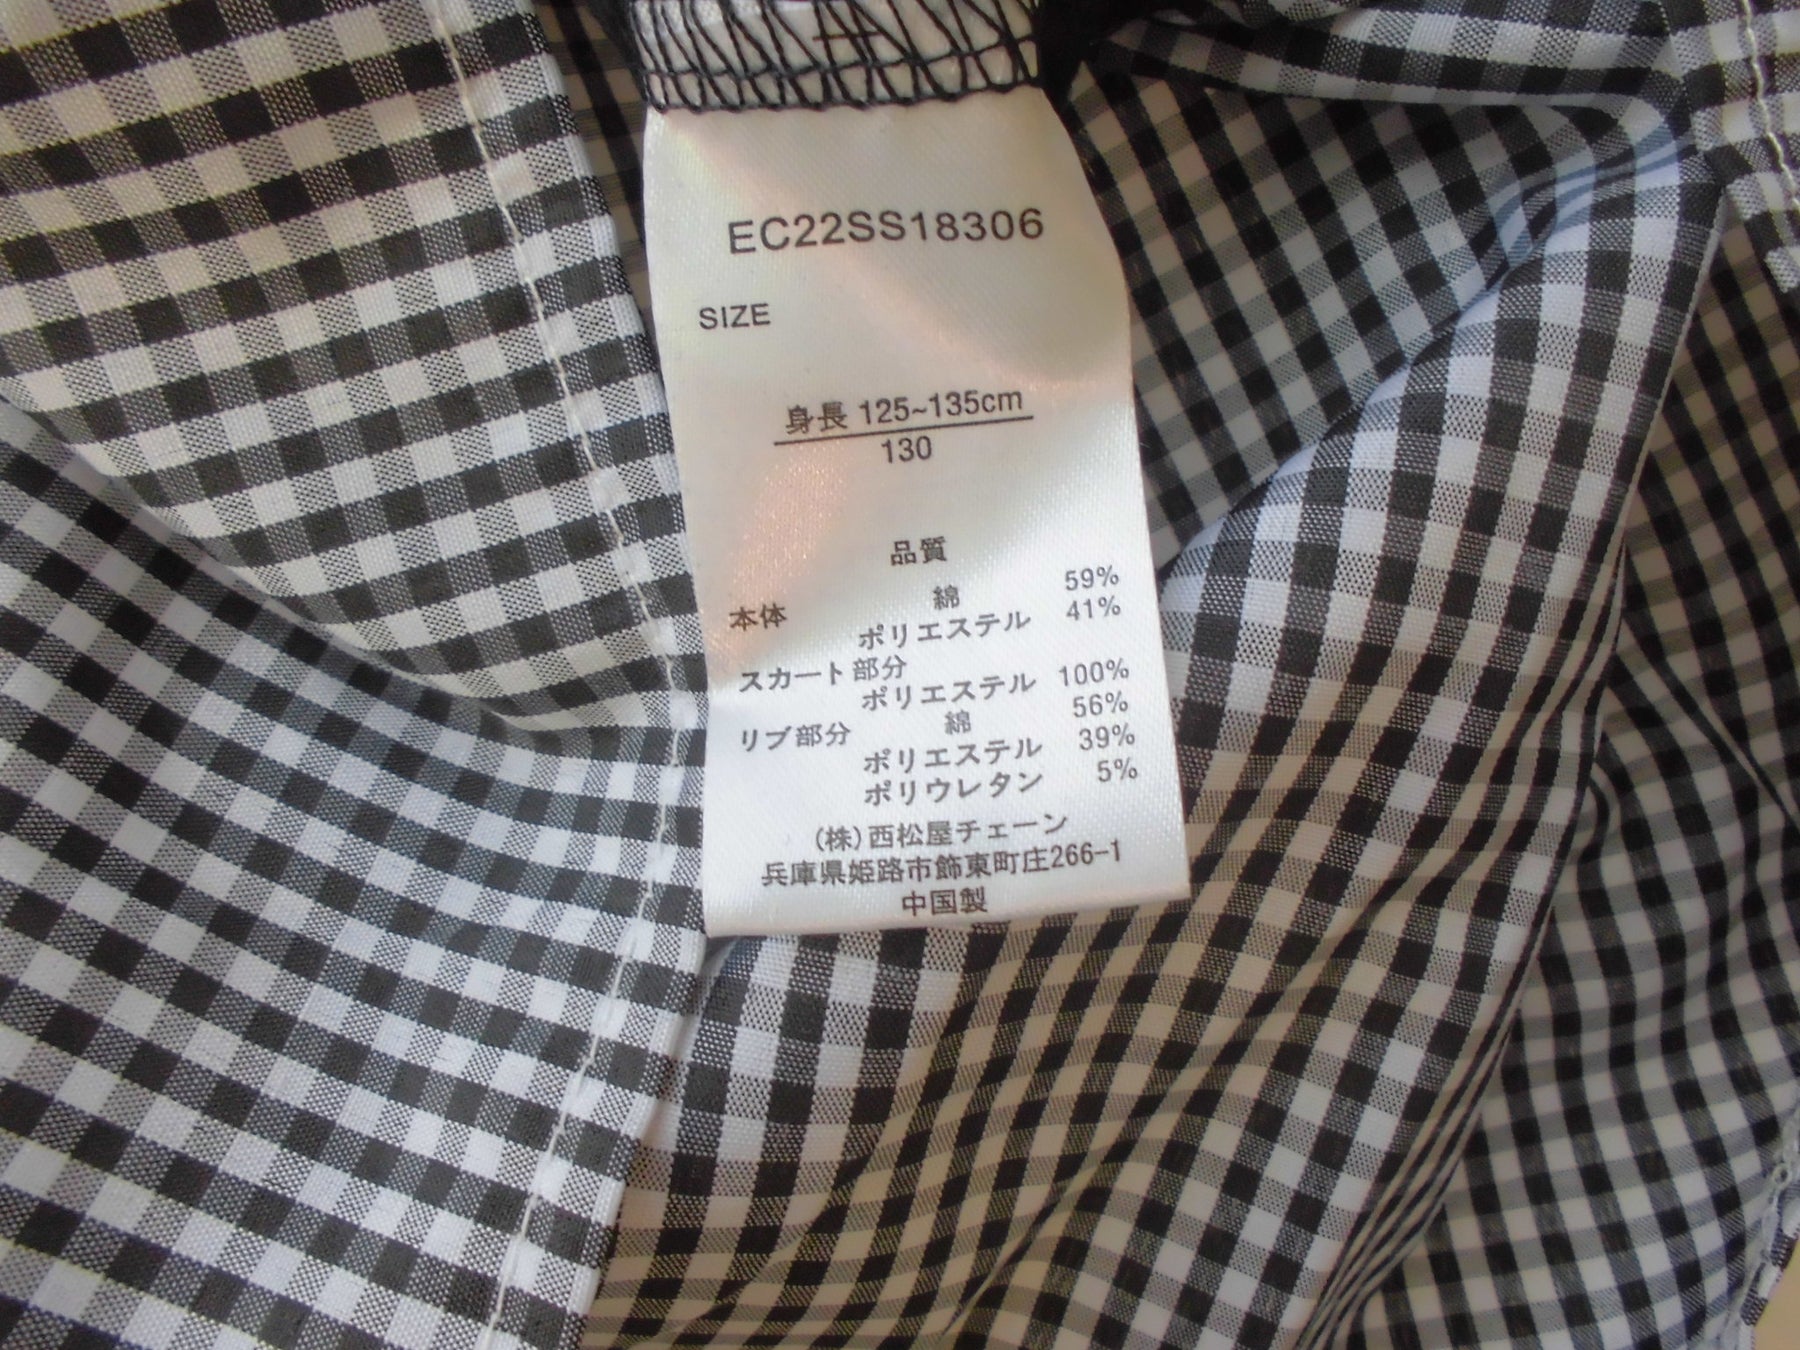 EC22SS18306
SIZE
身長 125~135cm
130
品質
本体 綿 59%
ポリエステル 41%
スカート部分
ポリエステル 100%
リブ部分 綿 56%
ポリエステル 39%
ポリウレタン 5%
(株)西松屋チェーン
兵庫県姫路市飾東町庄266-1
中国製